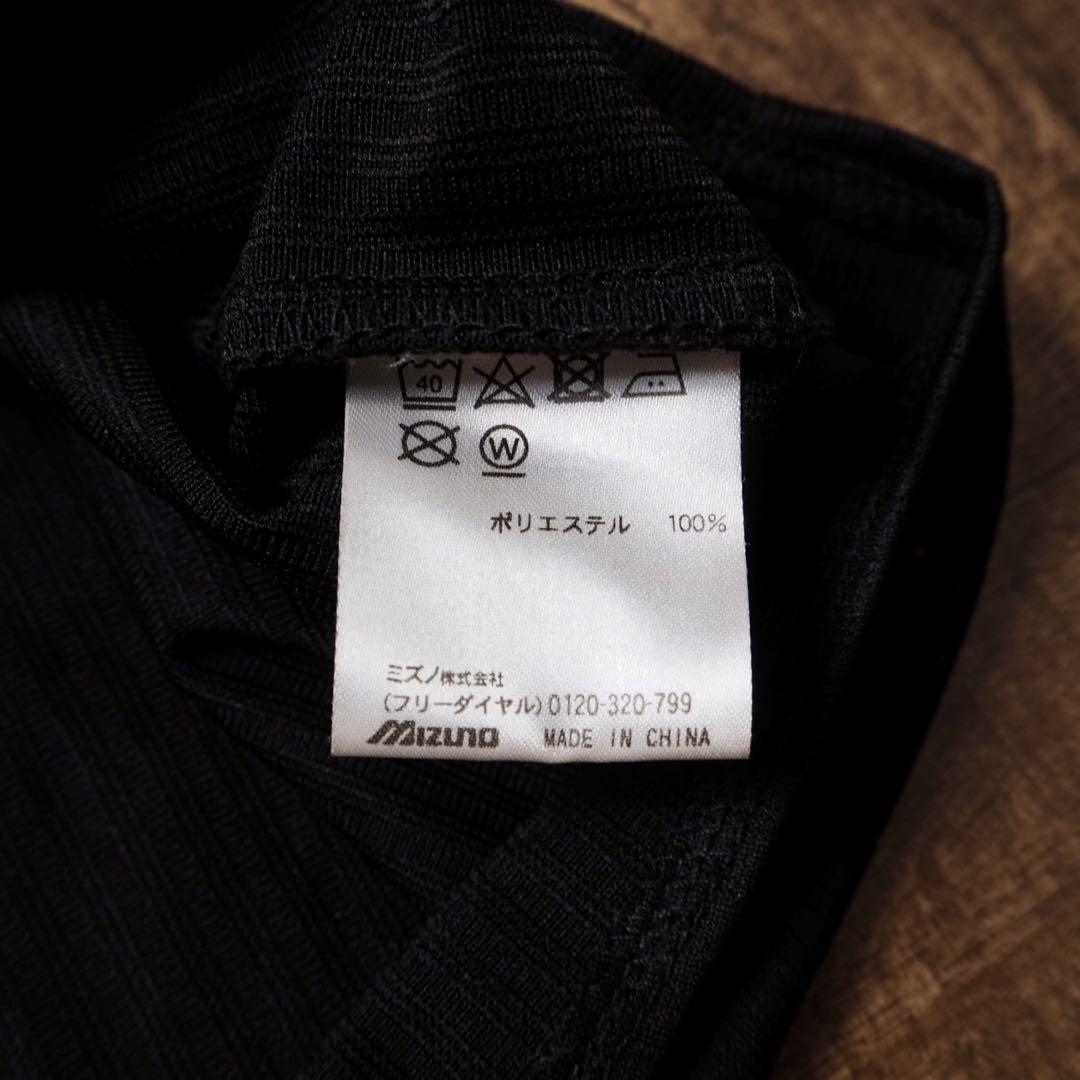 40
W
ポリエステル 100%
ミズノ株式会社
(フリーダイヤル)0120-320-799
MIZUNO MADE IN CHINA